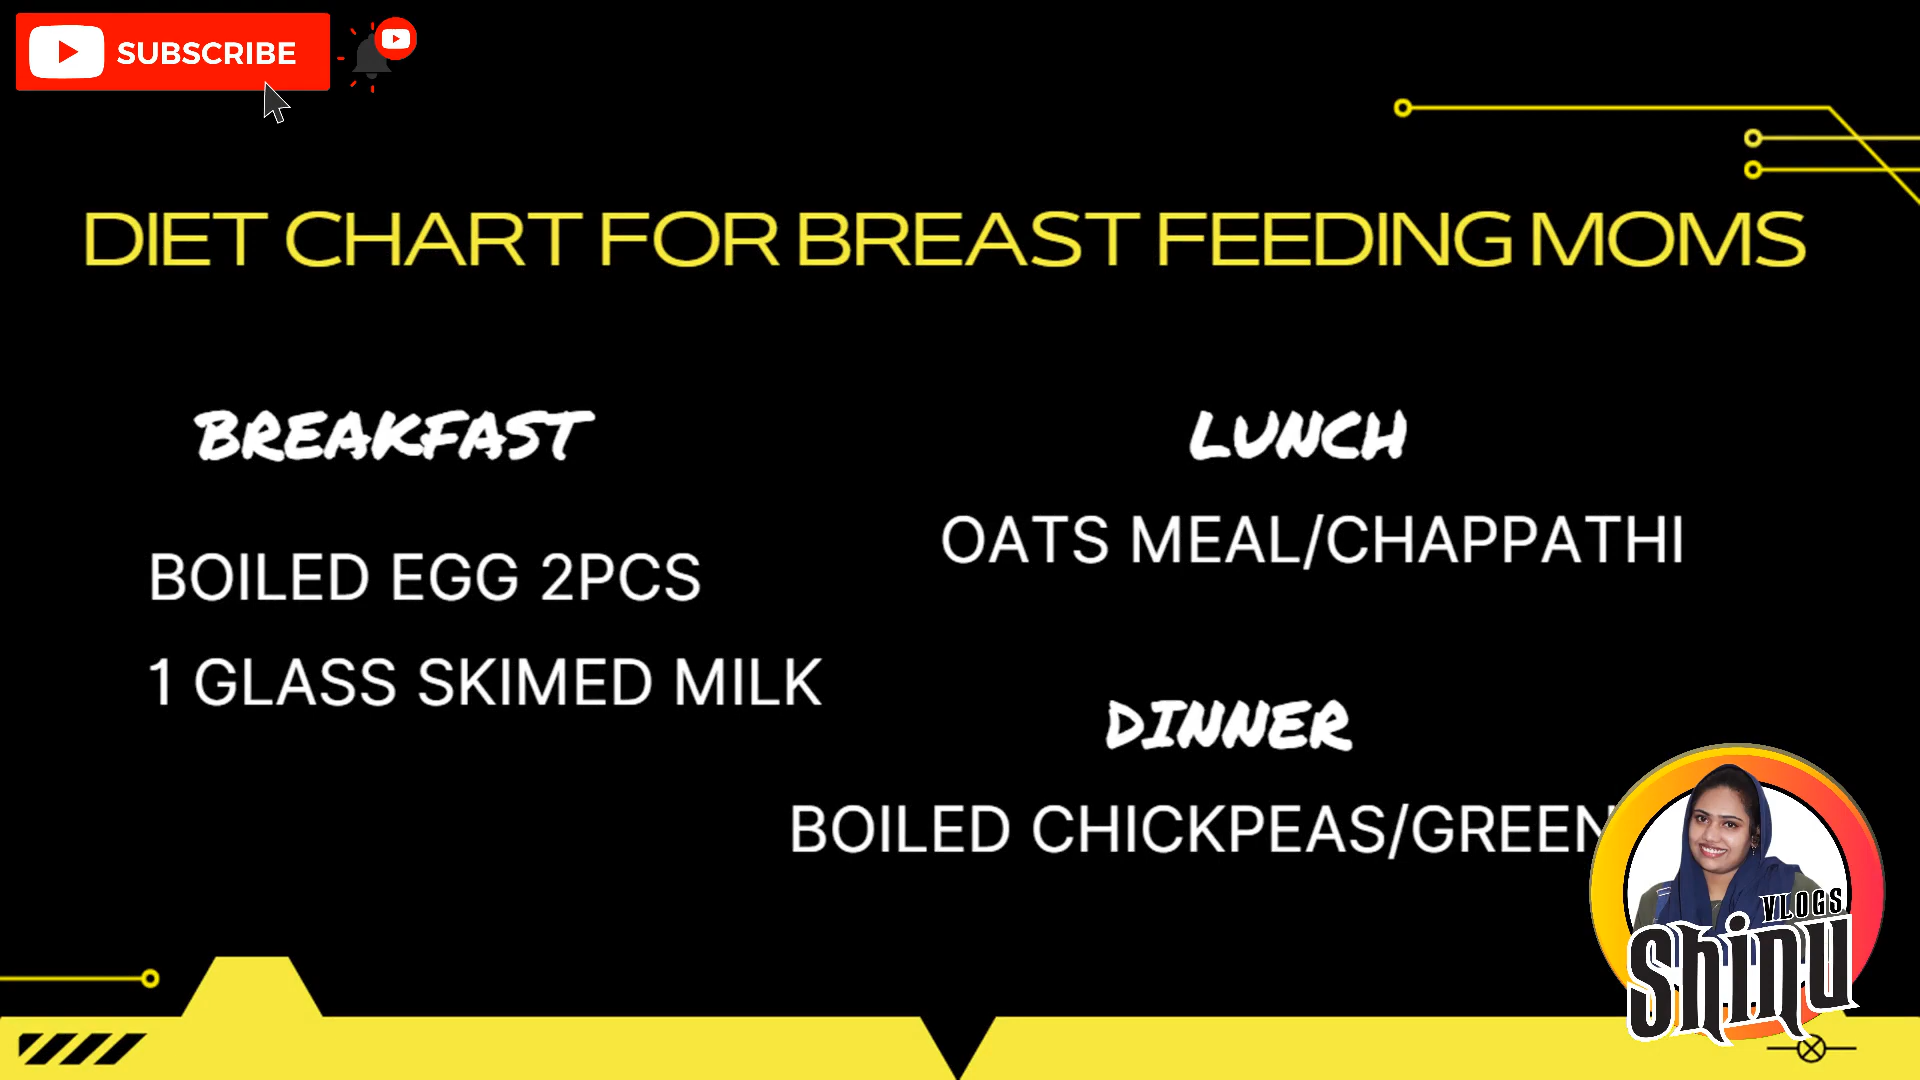 SUBSCRIBE
DIET CHART FOR BREAST FEEDING MOMS
BREAKFAST
BOILED EGG 2PCS
1 GLASS SKIMED MILK
LUNCH
OATS MEAL/CHAPPATHI
DINNER
BOILED CHICKPEAS/GREEN
VLOGS
Shinu